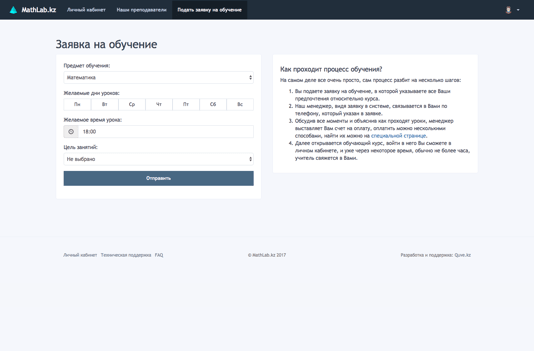 MathLab.kz Личный кабинет Наши преподаватели Подать заявку на обучение
Заявка на обучение
Предмет обучения:
Математика
Желаемые дни уроков:
Пн Вт Ср Чт Пт Сб Вс
Желаемое время урока:
18:00
Цель занятий:
Не выбрано
Отправить
Как проходит процесс обучения?
На самом деле все очень просто, сам процесс разбит на несколько шагов:
1. Вы подаете заявку на обучение, в которой указываете все Ваши
предпочтения относительно курса.
2. Наш менеджер, видя заявку в системе, связывается с Вами по
телефону, который указан в заявке.
3. Обсудив все моменты и объяснив как проходят уроки, менеджер
выставляет Вам счет на оплату, оплатить можно несколькими
способами, найти их можно на специальной странице.
4. Далее открывается обучающий курс, войти в него Вы сможете в
личном кабинете, и уже через некоторое время, обычно не более часа,
учитель свяжется в Вами.
Личный кабинет Техническая поддержка FAQ
© MathLab.kz 2017
Разработка и поддержка: Quve.kz